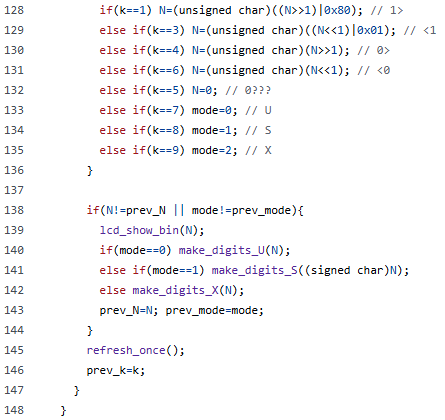 128 if(k==1) N=(unsigned char)((N>>1)|0x80); // 1>
129 else if(k==3) N=(unsigned char)((N<<1)|0x01); // <1
130 else if(k==4) N=(unsigned char)(N>>1); // 0>
131 else if(k==6) N=(unsigned char)(N<<1); // <0
132 else if(k==5) N=0; // 0???
133 else if(k==7) mode=0; // U
134 else if(k==8) mode=1; // S
135 else if(k==9) mode=2; // X
136 }
137
138 if(N!=prev_N || mode!=prev_mode){
139 lcd_show_bin(N);
140 if(mode==0) make_digits_U(N);
141 else if(mode==1) make_digits_S((signed char)N);
142 else make_digits_X(N);
143 prev_N=N; prev_mode=mode;
144 }
145 refresh_once();
146 prev_k=k;
147 }
148 }